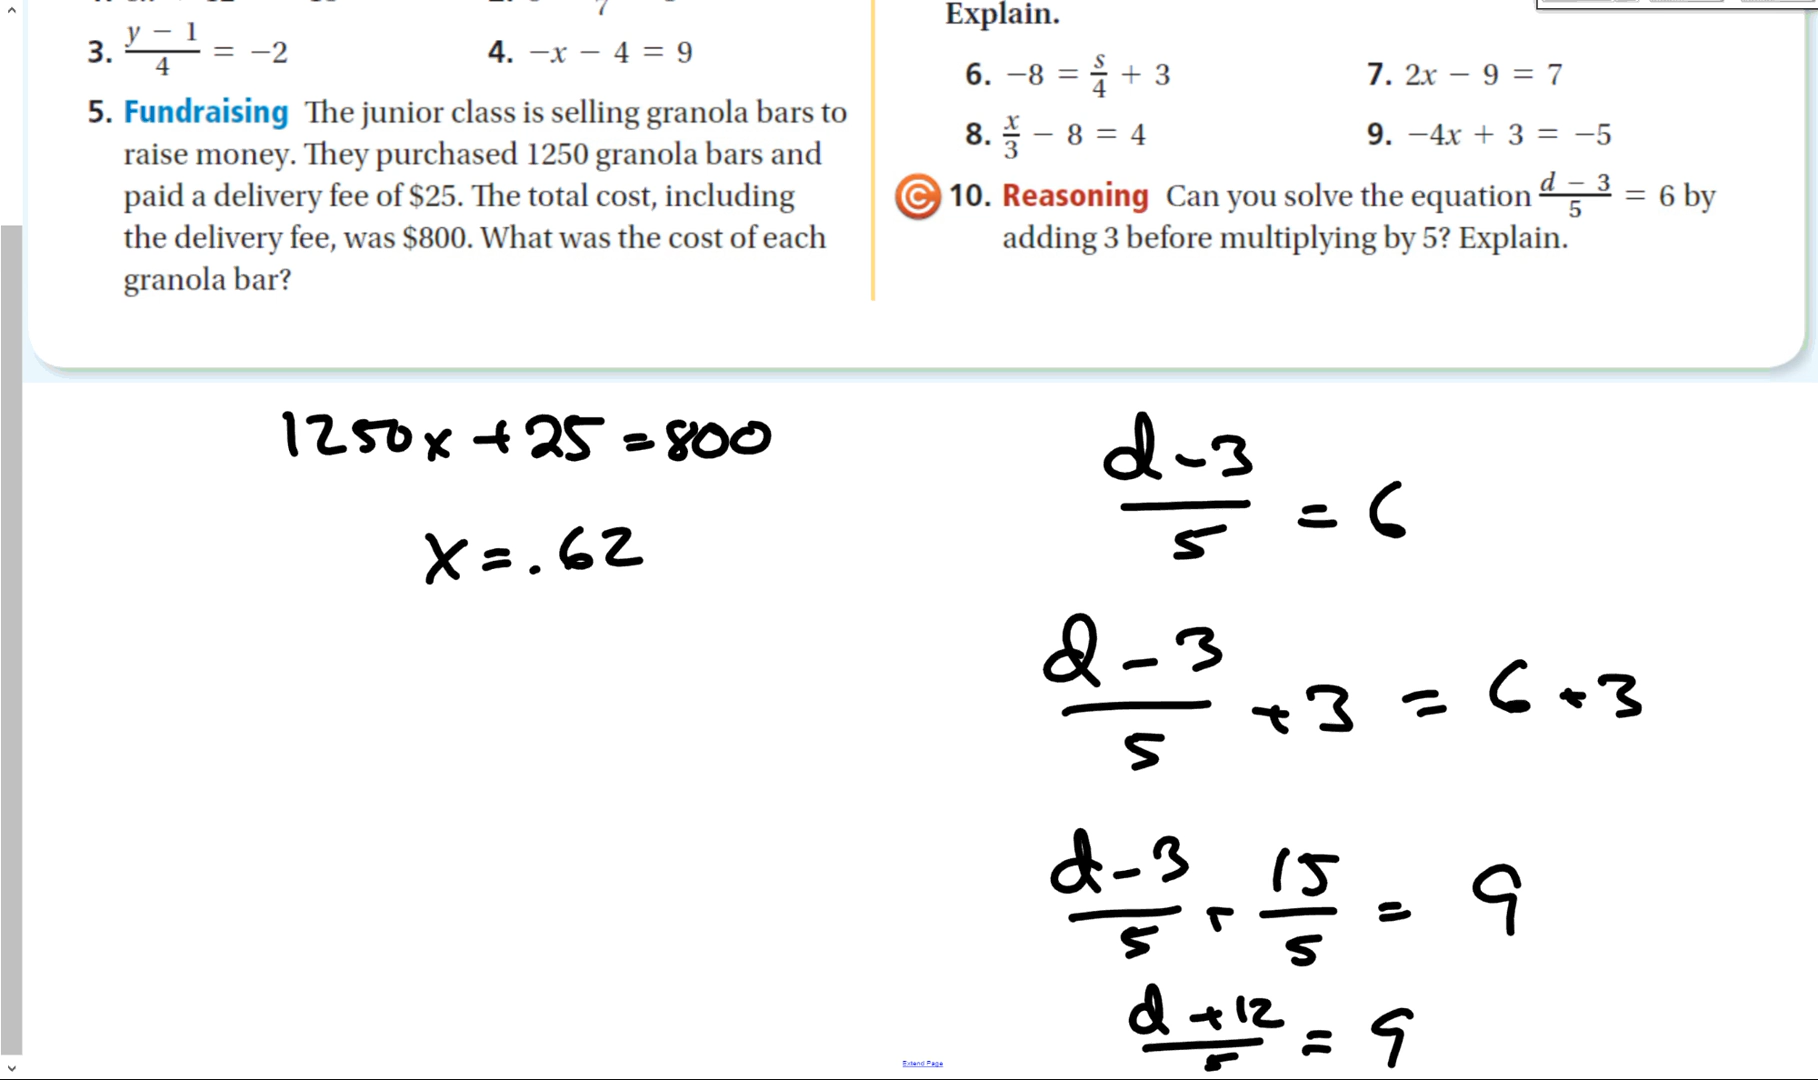 3. y − 1 / 4 = −2
4. −x − 4 = 9
5. Fundraising The junior class is selling granola bars to
raise money. They purchased 1250 granola bars and
paid a delivery fee of $25. The total cost, including
the delivery fee, was $800. What was the cost of each
granola bar?
Explain.
6. −8 = s/4 + 3
7. 2x − 9 = 7
8. x/3 − 8 = 4
9. −4x + 3 = −5
10. Reasoning Can you solve the equation d − 3 / 5 = 6 by
adding 3 before multiplying by 5? Explain.
1250x + 25 = 800
x = .62
d − 3 / 5 = 6
d − 3 / 5 + 3 = 6 + 3
d − 3 / 5 + 15 / 5 = 9
d + 12 / 5 = 9
Extend Page